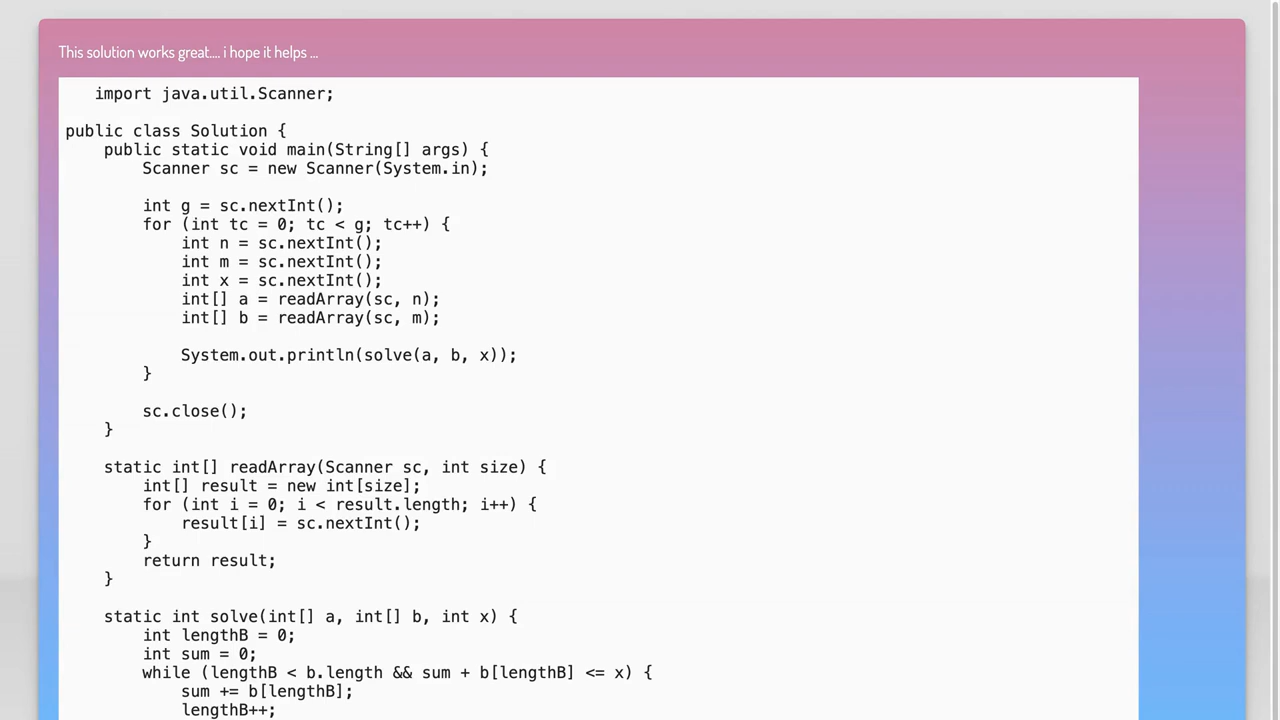 This solution works great.... i hope it helps ...
import java.util.Scanner;
public class Solution {
public static void main(String[] args) {
Scanner sc = new Scanner(System.in);
int g = sc.nextInt();
for (int tc = 0; tc < g; tc++) {
int n = sc.nextInt();
int m = sc.nextInt();
int x = sc.nextInt();
int[] a = readArray(sc, n);
int[] b = readArray(sc, m);
System.out.println(solve(a, b, x));
}
sc.close();
}
static int[] readArray(Scanner sc, int size) {
int[] result = new int[size];
for (int i = 0; i < result.length; i++) {
result[i] = sc.nextInt();
}
return result;
}
static int solve(int[] a, int[] b, int x) {
int lengthB = 0;
int sum = 0;
while (lengthB < b.length && sum + b[lengthB] <= x) {
sum += b[lengthB];
lengthB++;